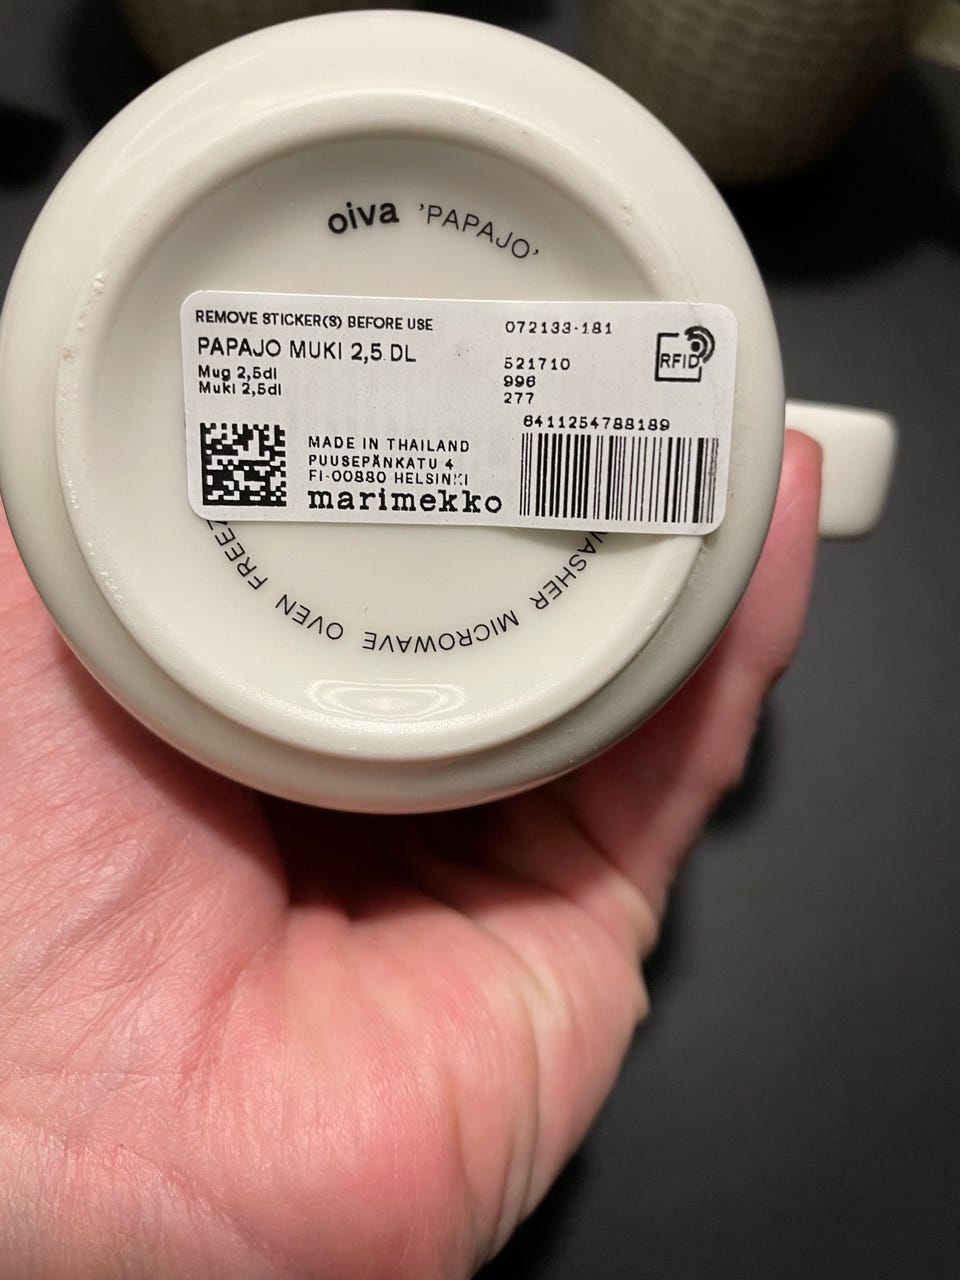 oiva 'PAPAJO'
REMOVE STICKER(S) BEFORE USE
PAPAJO MUKI 2,5 DL
Mug 2,5dl
Muki 2,5dl
072133-181
521710
996
277
RFID
6411254788189
MADE IN THAILAND
PUUSEPÄNKATU 4
FI-00880 HELSINKI
marimekko
WASHER MICROWAVE OVEN FREEZ